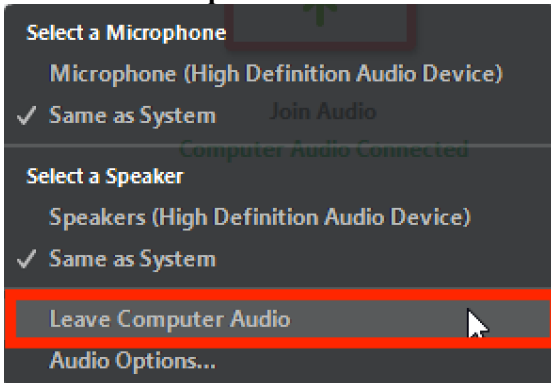 Select a Microphone
Microphone (High Definition Audio Device)
✓ Same as System
Join Audio
Computer Audio Connected
Select a Speaker
Speakers (High Definition Audio Device)
✓ Same as System
Leave Computer Audio
Audio Options...